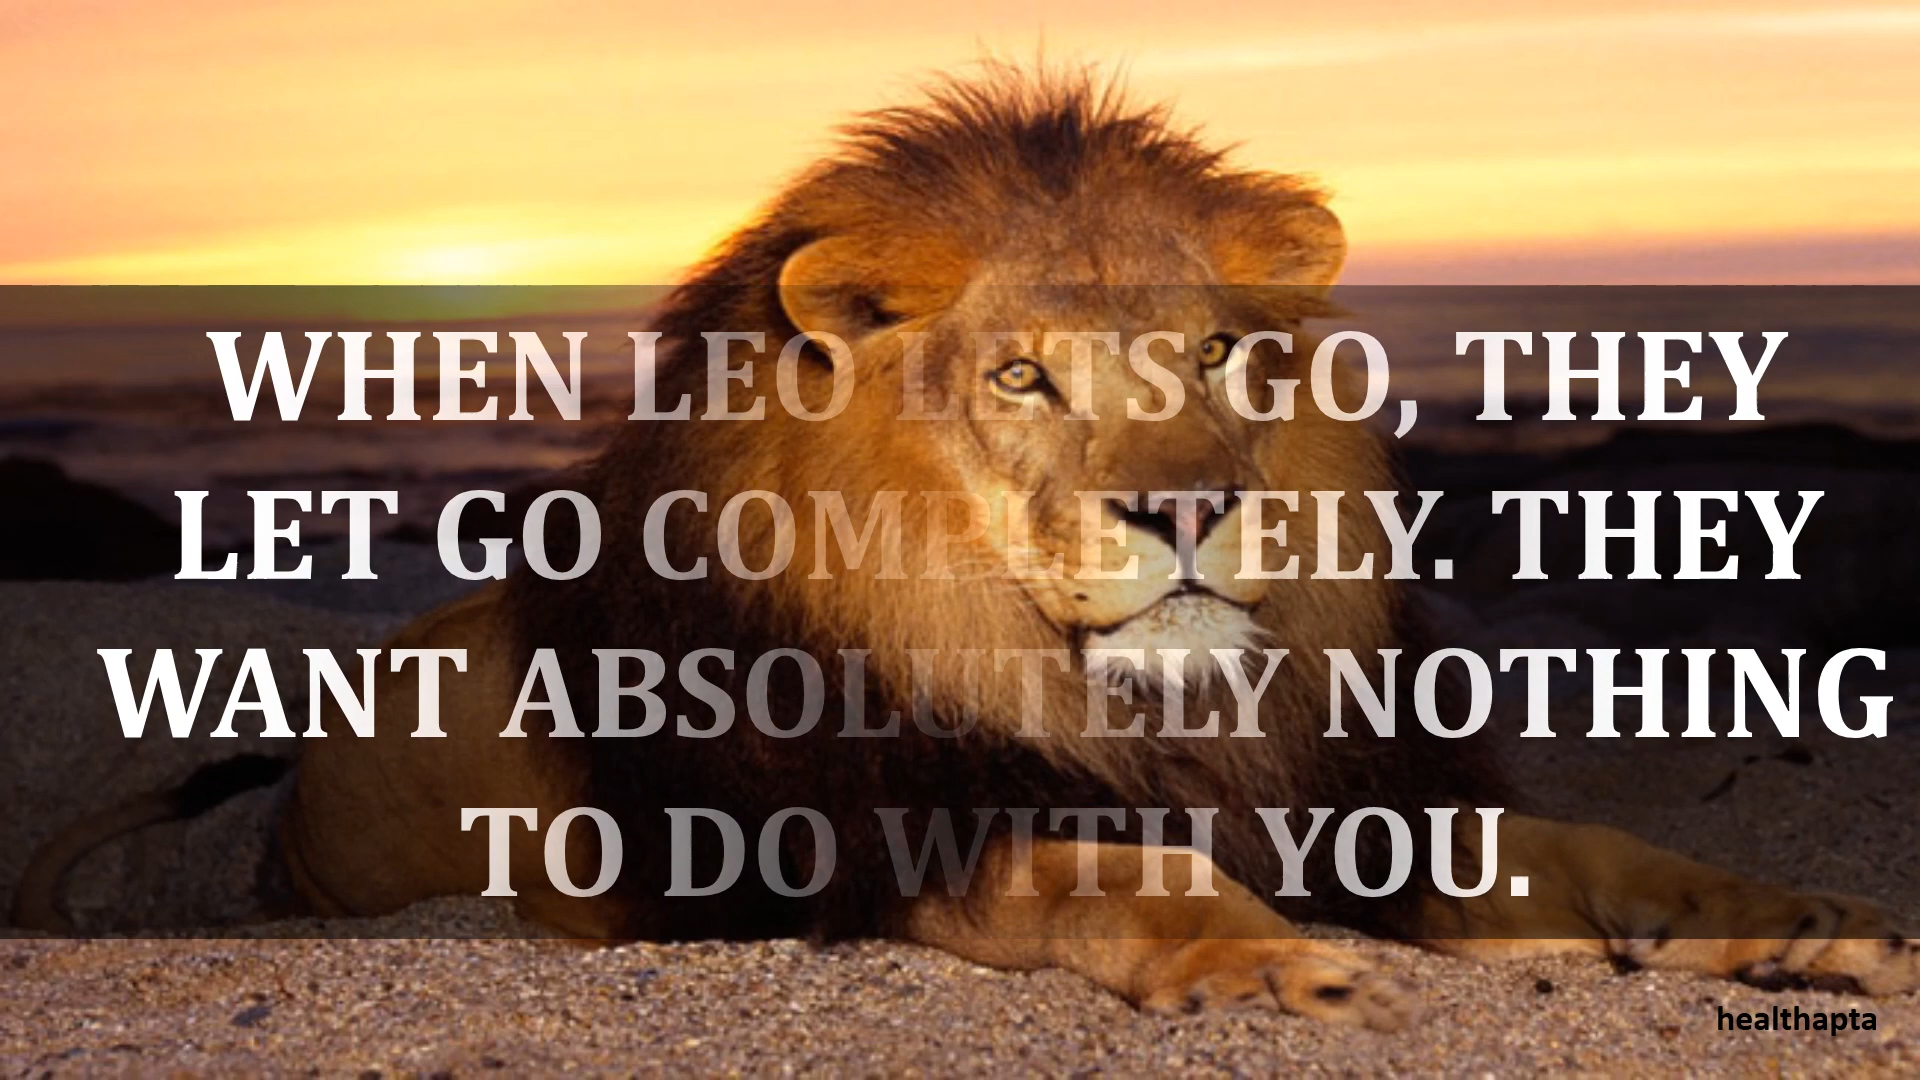 WHEN LEO LETS GO, THEY
LET GO COMPLETELY. THEY
WANT ABSOLUTELY NOTHING
TO DO WITH YOU.
healthapta